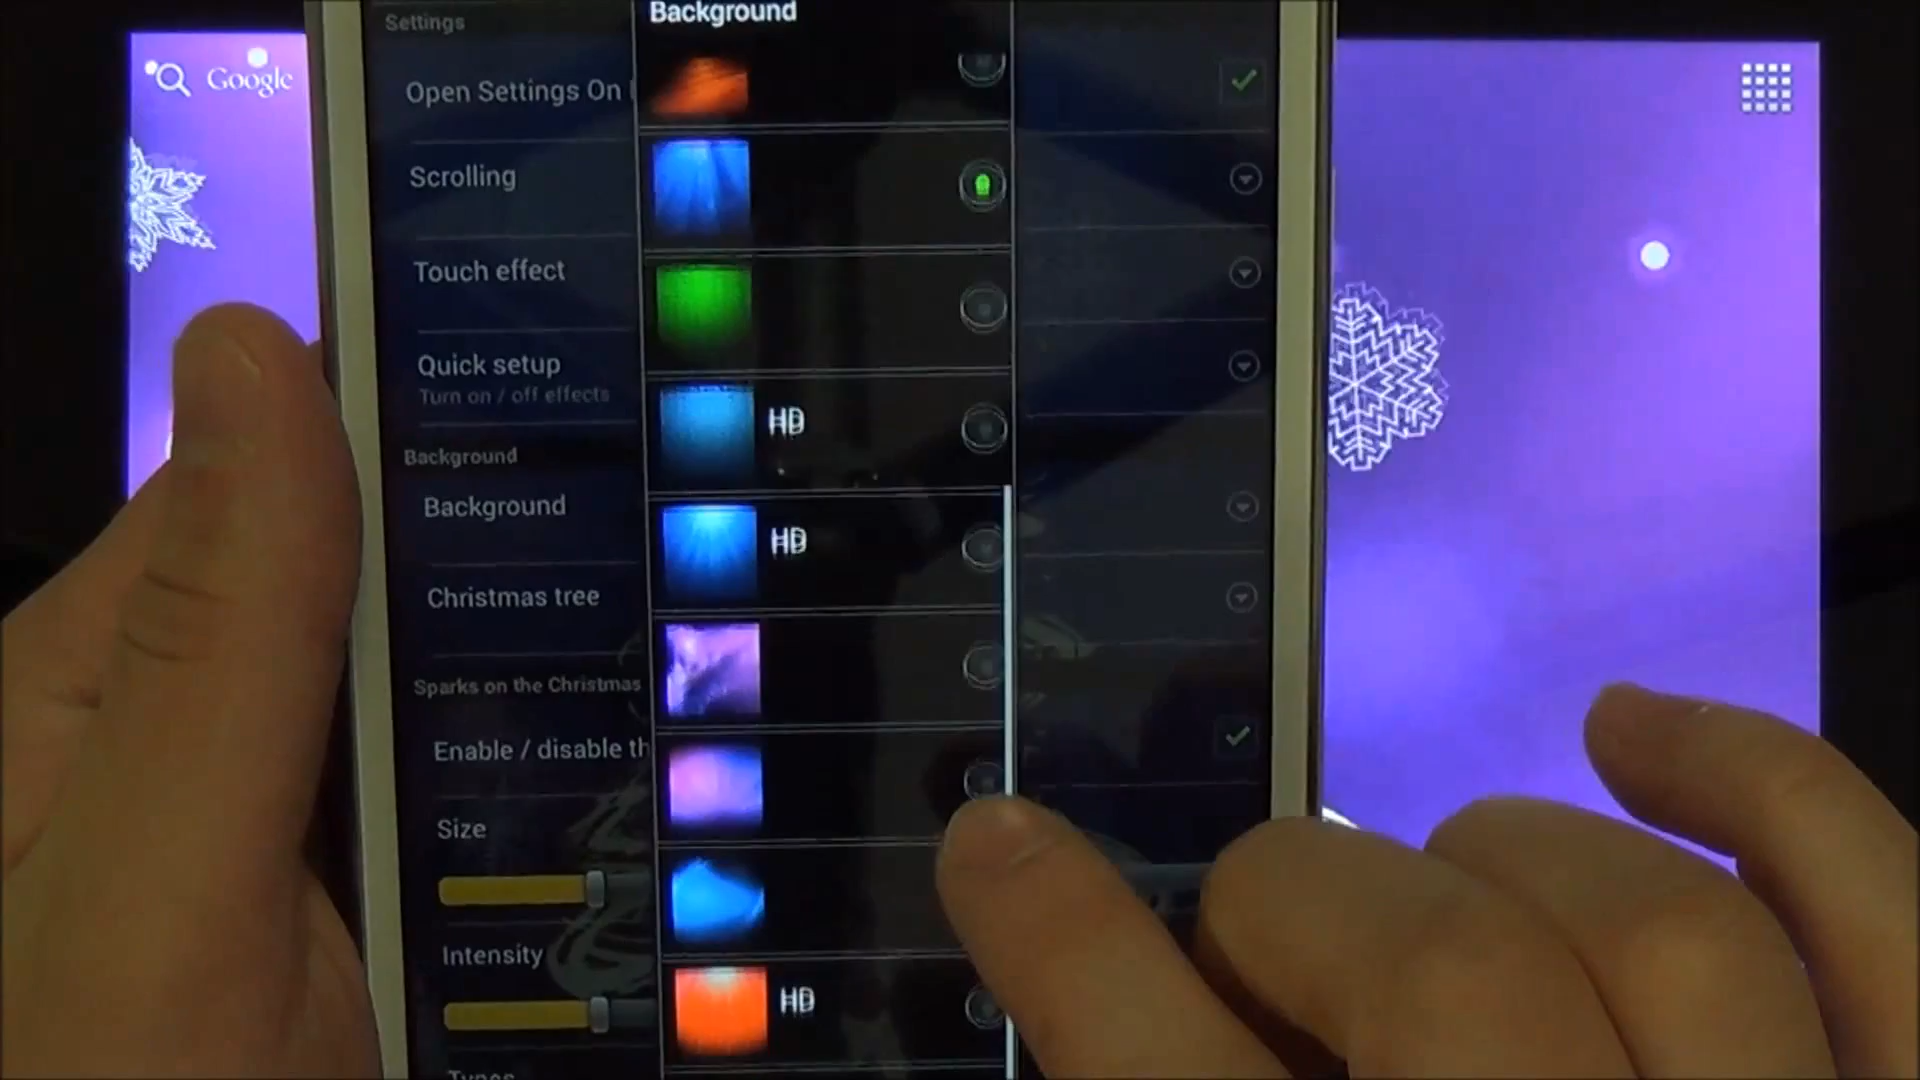 Google
Settings
Open Settings On
Scrolling
Touch effect
Quick setup
Turn on / off effects
Background
Background
Christmas tree
Sparks on the Christmas
Enable / disable th
Size
Intensity
Types
Background
HD
HD
HD